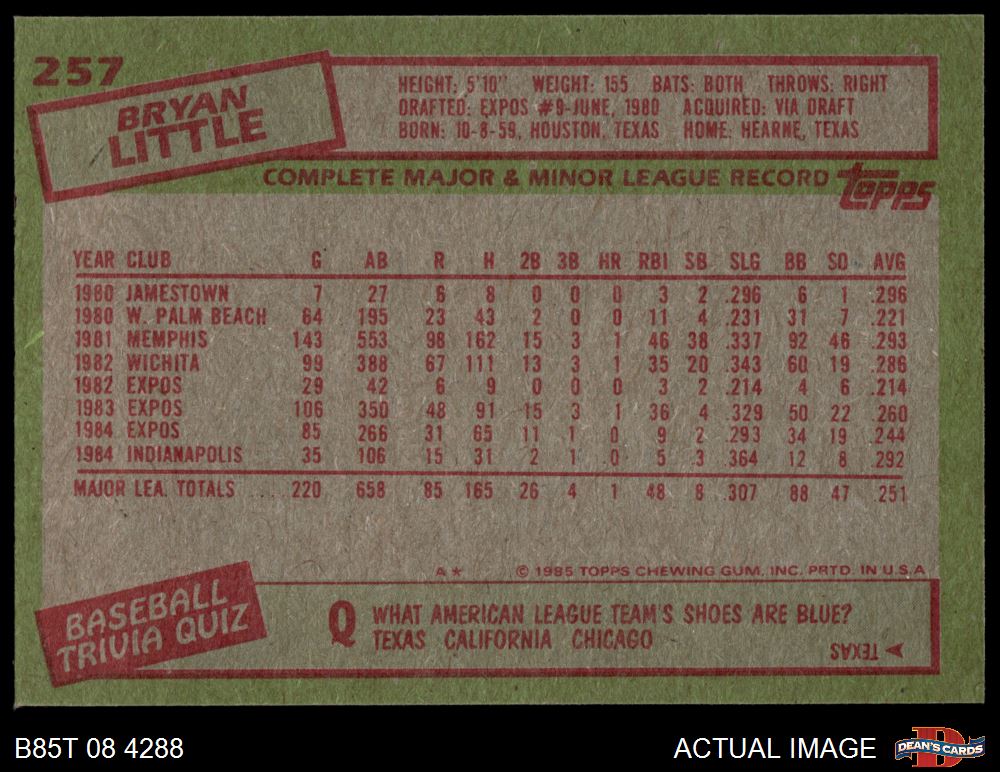 257
BRYAN
LITTLE
HEIGHT: 5'10" WEIGHT: 155 BATS: BOTH THROWS: RIGHT
DRAFTED: EXPOS #9-JUNE, 1980 ACQUIRED: VIA DRAFT
BORN: 10-8-59, HOUSTON, TEXAS HOME: HEARNE, TEXAS
COMPLETE MAJOR & MINOR LEAGUE RECORD topps
YEAR CLUB G AB R H 2B 3B HR RBI SB SLG BB SO AVG
1980 JAMESTOWN 7 27 6 8 0 0 0 3 2 .296 6 1 .296
1980 W. PALM BEACH 64 195 23 43 2 0 0 11 4 .231 31 7 .221
1981 MEMPHIS 143 553 98 162 15 3 1 46 38 .337 92 46 .293
1982 WICHITA 99 388 67 111 13 3 1 35 20 .343 60 19 .286
1982 EXPOS 29 42 6 9 0 0 0 3 2 .214 4 6 .214
1983 EXPOS 106 350 48 91 15 3 1 36 4 .329 50 22 .260
1984 EXPOS 85 266 31 65 11 1 0 9 2 .293 34 19 .244
1984 INDIANAPOLIS 35 106 15 31 2 1 0 5 3 .364 12 8 .292
MAJOR LEA. TOTALS 220 658 85 165 26 4 1 48 8 .307 88 47 .251
A* © 1985 TOPPS CHEWING GUM, INC. PRTD. IN U.S.A
BASEBALL
TRIVIA QUIZ
Q WHAT AMERICAN LEAGUE TEAM'S SHOES ARE BLUE?
TEXAS CALIFORNIA CHICAGO
TEXAS
B85T 08 4288
ACTUAL IMAGE
D
DEAN'S CARDS